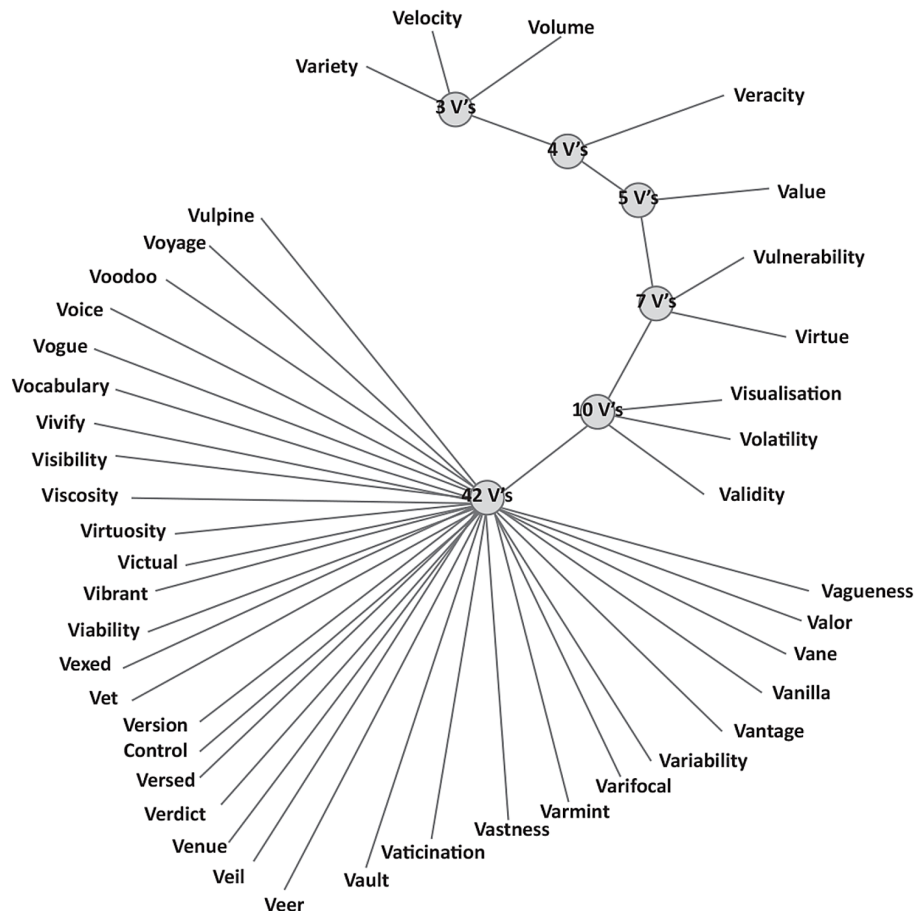 Velocity
Volume
Variety
3 V's
Veracity
4 V's
5 V's
Value
Vulnerability
7 V's
Virtue
Visualisation
10 V's
Volatility
Validity
42 V's
Vulpine
Voyage
Voodoo
Voice
Vogue
Vocabulary
Vivify
Visibility
Viscosity
Virtuosity
Victual
Vibrant
Viability
Vexed
Vet
Version
Control
Versed
Verdict
Venue
Veil
Veer
Vault
Vaticination
Vastness
Varmint
Varifocal
Variability
Vantage
Vanilla
Vane
Valor
Vagueness